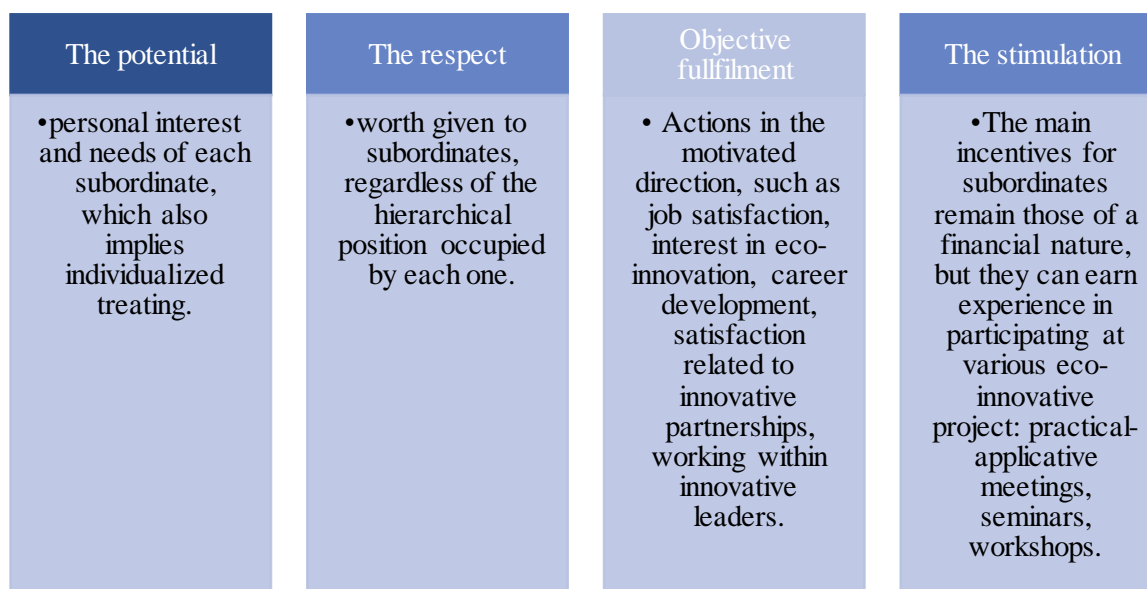 The potential
•personal interest
and needs of each
subordinate,
which also
implies
individualized
treating.
The respect
•worth given to
subordinates,
regardless of the
hierarchical
position occupied
by each one.
Objective
fullfilment
• Actions in the
motivated
direction, such as
job satisfaction,
interest in eco-
innovation, career
development,
satisfaction
related to
innovative
partnerships,
working within
innovative
leaders.
The stimulation
•The main
incentives for
subordinates
remain those of a
financial nature,
but they can earn
experience in
participating at
various eco-
innovative
project: practical-
applicative
meetings,
seminars,
workshops.